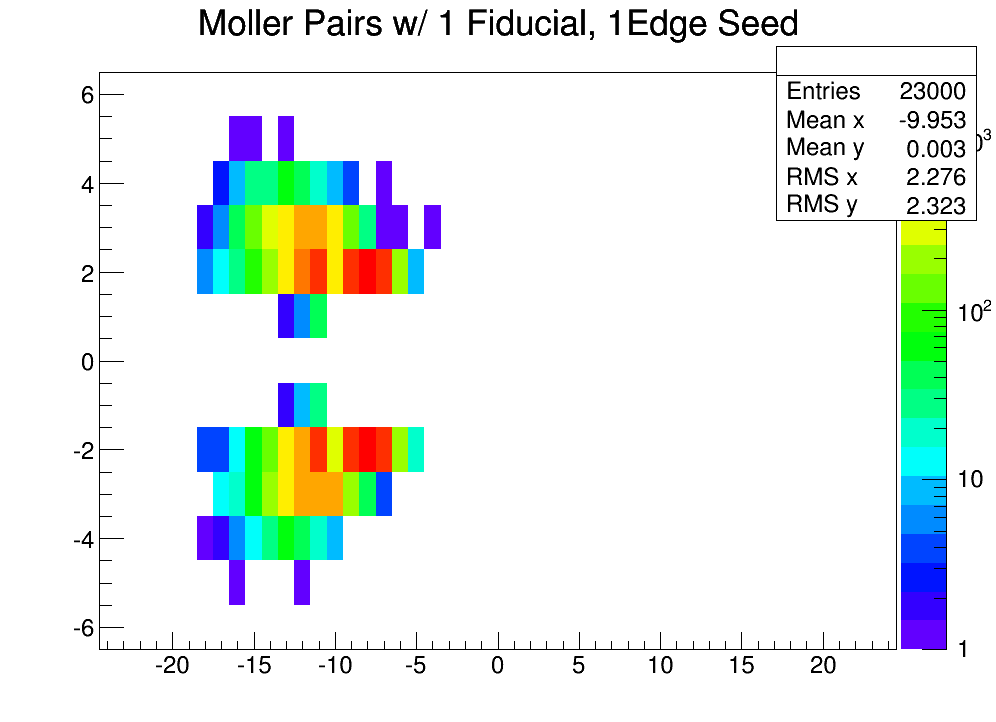 Moller Pairs w/ 1 Fiducial, 1Edge Seed
Entries 23000
Mean x -9.953
Mean y 0.003
RMS x 2.276
RMS y 2.323
6
4
2
0
-2
-4
-6
-20 -15 -10 -5 0 5 10 15 20
3
10²
10
1